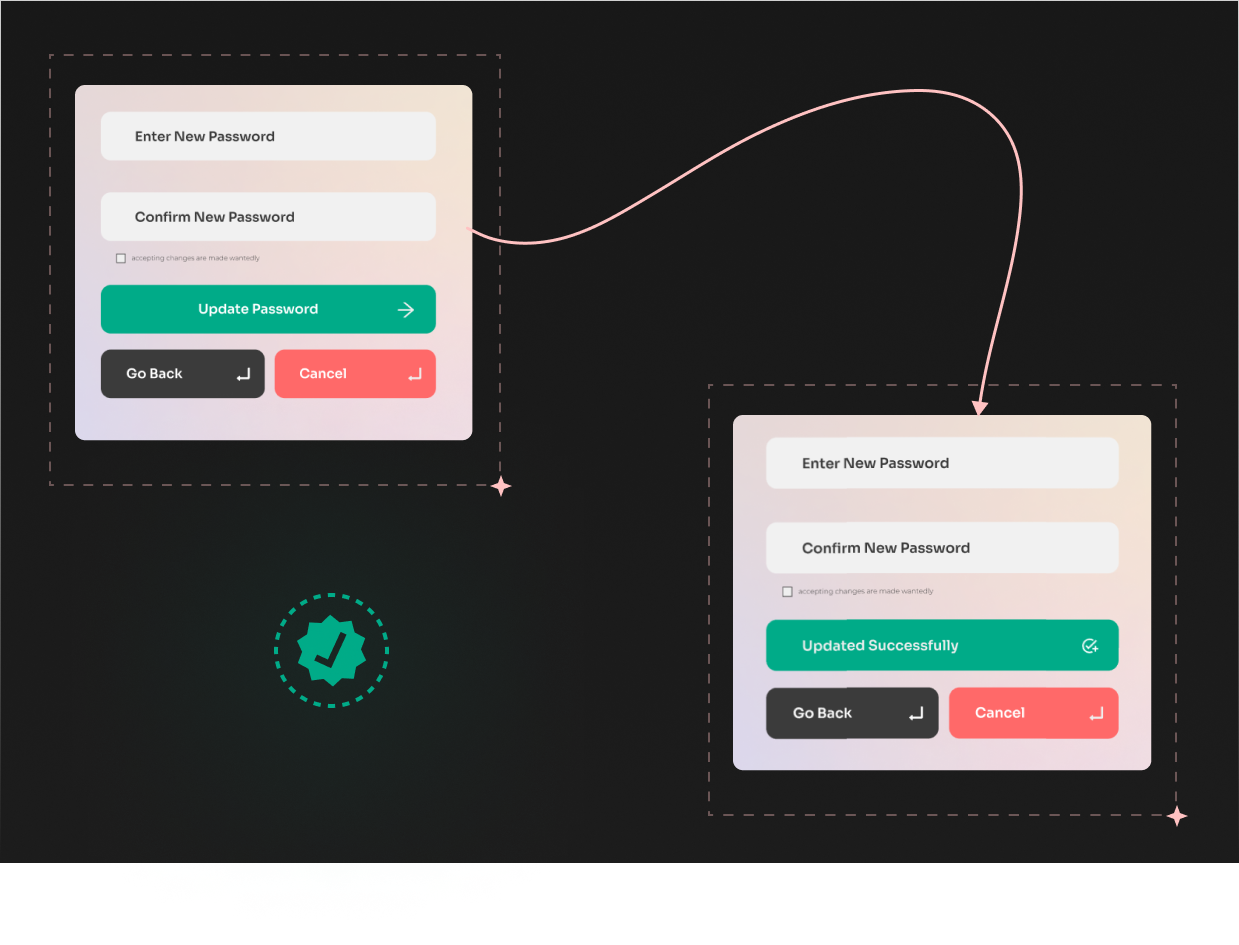 Enter New Password
Confirm New Password
accepting changes are made wantedly
Update Password
Go Back
Cancel
Enter New Password
Confirm New Password
accepting changes are made wantedly
Updated Successfully
Go Back
Cancel